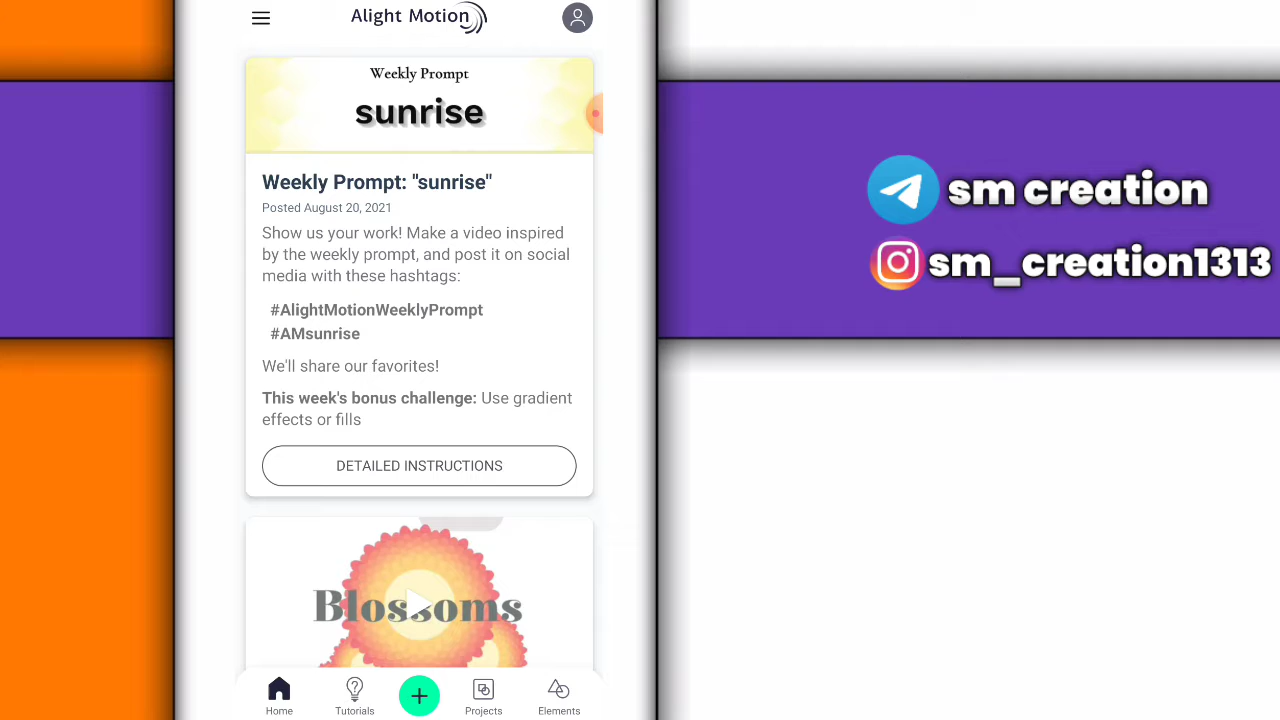 Alight Motion
Weekly Prompt
sunrise
Weekly Prompt: "sunrise"
Posted August 20, 2021
Show us your work! Make a video inspired
by the weekly prompt, and post it on social
media with these hashtags:
#AlightMotionWeeklyPrompt
#AMsunrise
We'll share our favorites!
This week's bonus challenge: Use gradient
effects or fills
DETAILED INSTRUCTIONS
Blossoms
Home
Tutorials
Projects
Elements
sm creation
sm_creation1313